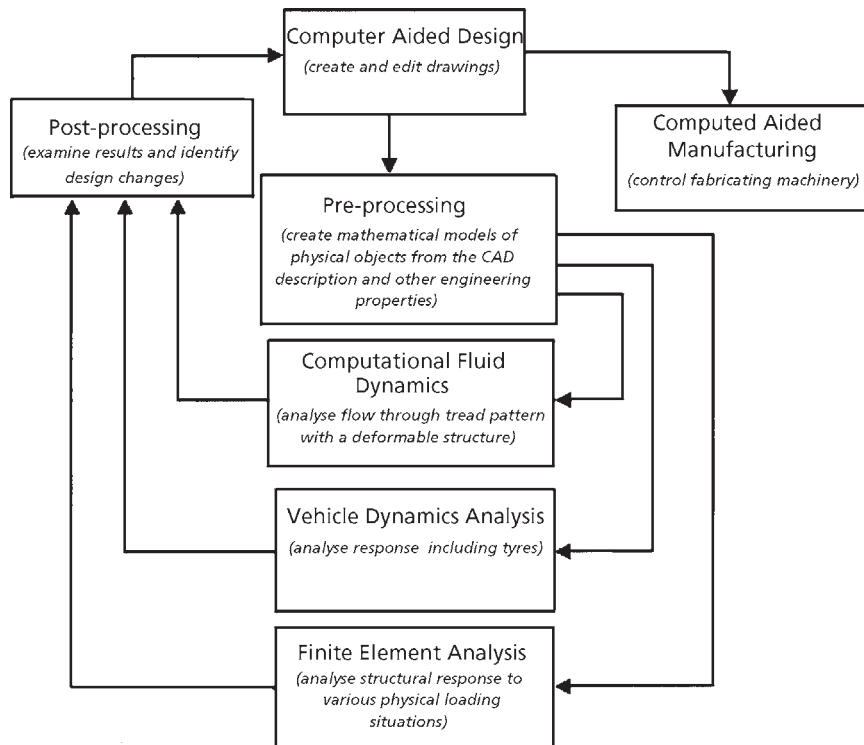 Computer Aided Design
(create and edit drawings)
Post-processing
(examine results and identify
design changes)
Computed Aided
Manufacturing
(control fabricating machinery)
Pre-processing
(create mathematical models of
physical objects from the CAD
description and other engineering
properties)
Computational Fluid
Dynamics
(analyse flow through tread pattern
with a deformable structure)
Vehicle Dynamics Analysis
(analyse response including tyres)
Finite Element Analysis
(analyse structural response to
various physical loading
situations)